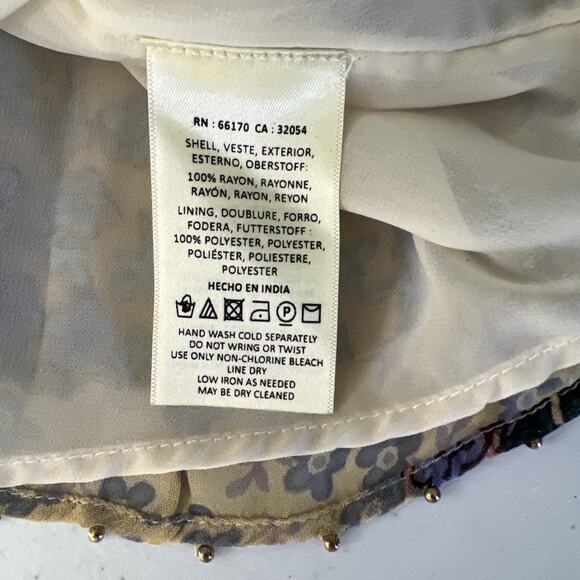 RN : 66170 CA : 32054
SHELL, VESTE, EXTERIOR,
ESTERNO, OBERSTOFF:
100% RAYON, RAYONNE,
RAYÓN, RAYON, REYON
LINING, DOUBLURE, FORRO,
FODERA, FUTTERSTOFF :
100% POLYESTER, POLYESTER,
POLIÉSTER, POLIESTERE,
POLYESTER
HECHO EN INDIA
P
HAND WASH COLD SEPARATELY
DO NOT WRING OR TWIST
USE ONLY NON-CHLORINE BLEACH
LINE DRY
LOW IRON AS NEEDED
MAY BE DRY CLEANED